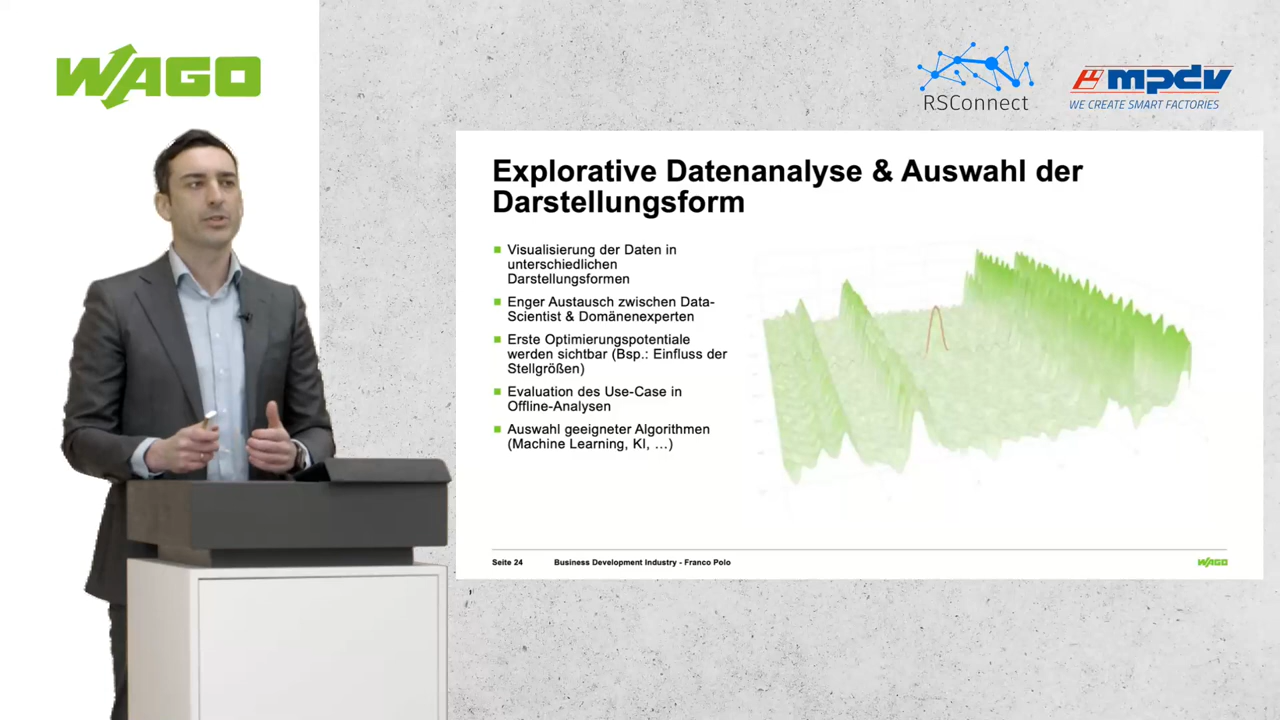 WAGO
RSConnect
mpdv
WE CREATE SMART FACTORIES
Explorative Datenanalyse & Auswahl der
Darstellungsform
Visualisierung der Daten in
unterschiedlichen
Darstellungsformen
Enger Austausch zwischen Data-
Scientist & Domänenexperten
Erste Optimierungspotentiale
werden sichtbar (Bsp.: Einfluss der
Stellgrößen)
Evaluation des Use-Case in
Offline-Analysen
Auswahl geeigneter Algorithmen
(Machine Learning, KI, ...)
Seite 24 Business Development Industry - Franco Polo WAGO